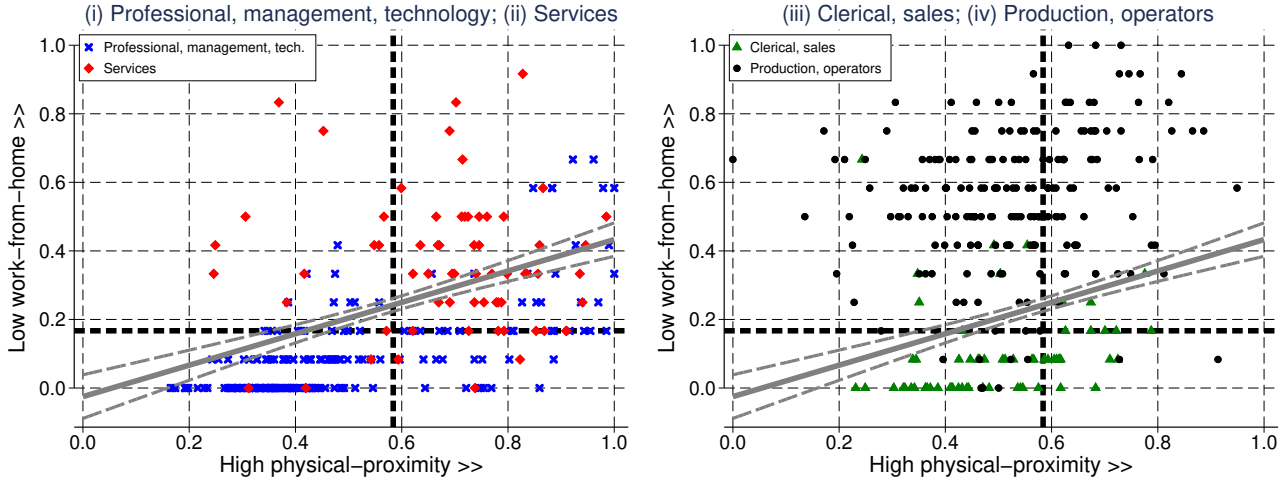 (i) Professional, management, technology; (ii) Services
Professional, management, tech.
Services
Low work−from−home >>
1.0
0.8
0.6
0.4
0.2
0.0
0.0 0.2 0.4 0.6 0.8 1.0
High physical−proximity >>
(iii) Clerical, sales; (iv) Production, operators
Clerical, sales
Production, operators
Low work−from−home >>
1.0
0.8
0.6
0.4
0.2
0.0
0.0 0.2 0.4 0.6 0.8 1.0
High physical−proximity >>